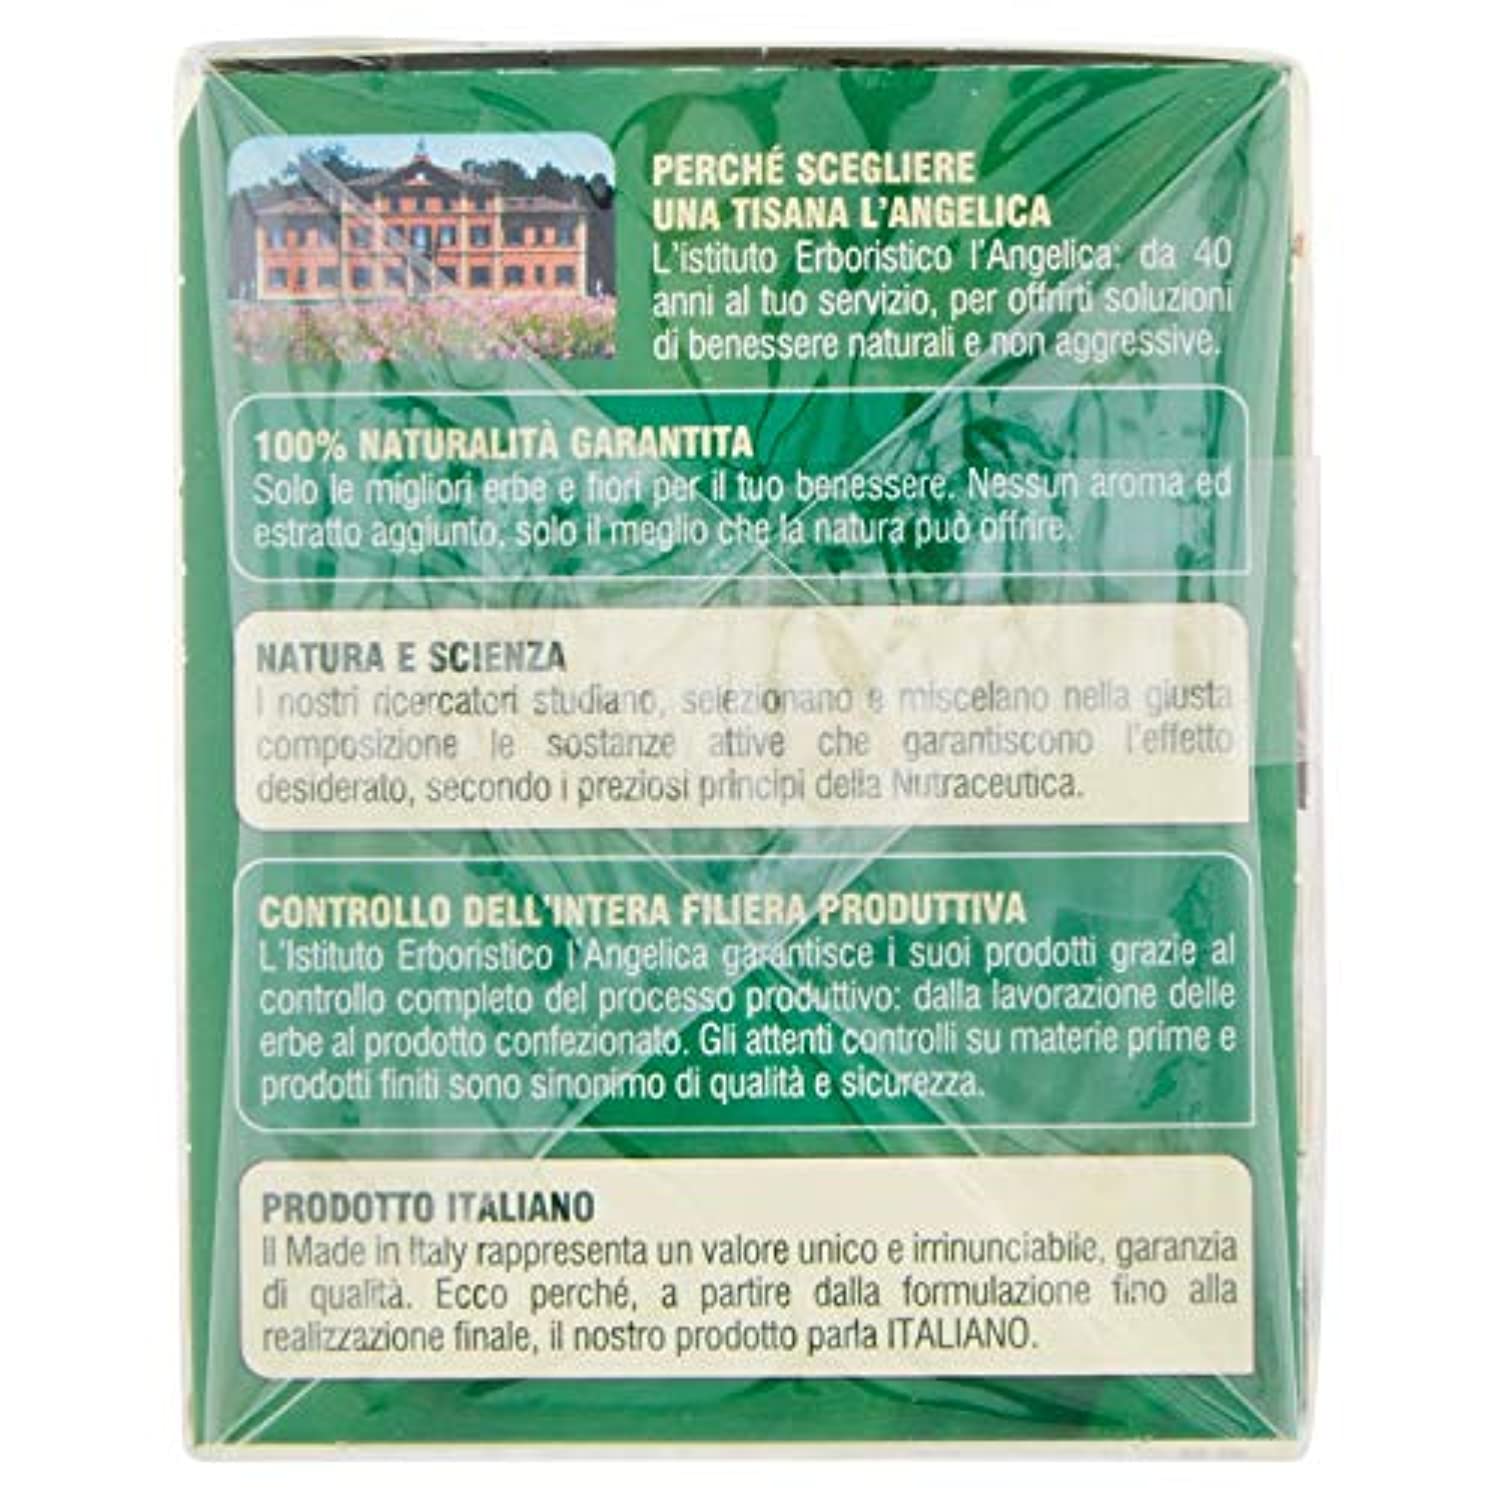 PERCHÉ SCEGLIERE
UNA TISANA L'ANGELICA
L'istituto Erboristico l'Angelica: da 40
anni al tuo servizio, per offrirti soluzioni
di benessere naturali e non aggressive.
100% NATURALITÀ GARANTITA
Solo le migliori erbe e fiori per il tuo benessere. Nessun aroma ed
estratto aggiunto, solo il meglio che la natura può offrire.
NATURA E SCIENZA
I nostri ricercatori studiano, selezionano e miscelano nella giusta
composizione le sostanze attive che garantiscono l'effetto
desiderato, secondo i preziosi principi della Nutraceutica.
CONTROLLO DELL'INTERA FILIERA PRODUTTIVA
L'Istituto Erboristico l'Angelica garantisce i suoi prodotti grazie al
controllo completo del processo produttivo: dalla lavorazione delle
erbe al prodotto confezionato. Gli attenti controlli su materie prime e
prodotti finiti sono sinonimo di qualità e sicurezza.
PRODOTTO ITALIANO
Il Made in Italy rappresenta un valore unico e irrinunciabile, garanzia
di qualità. Ecco perché, a partire dalla formulazione fino alla
realizzazione finale, il nostro prodotto parla ITALIANO.